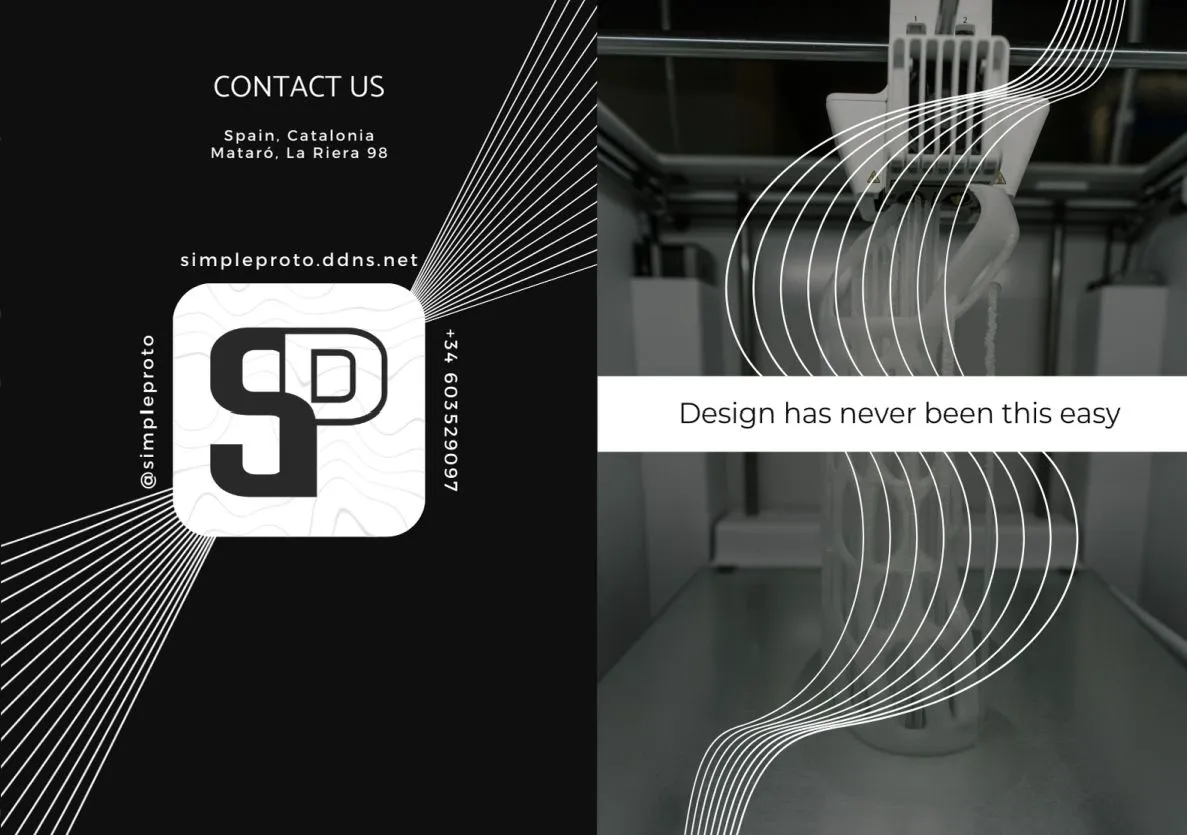 CONTACT US
Spain, Catalonia
Mataró, La Riera 98
simpleproto.ddns.net
@simpleproto
+34 603529097
SP
1 2
Design has never been this easy